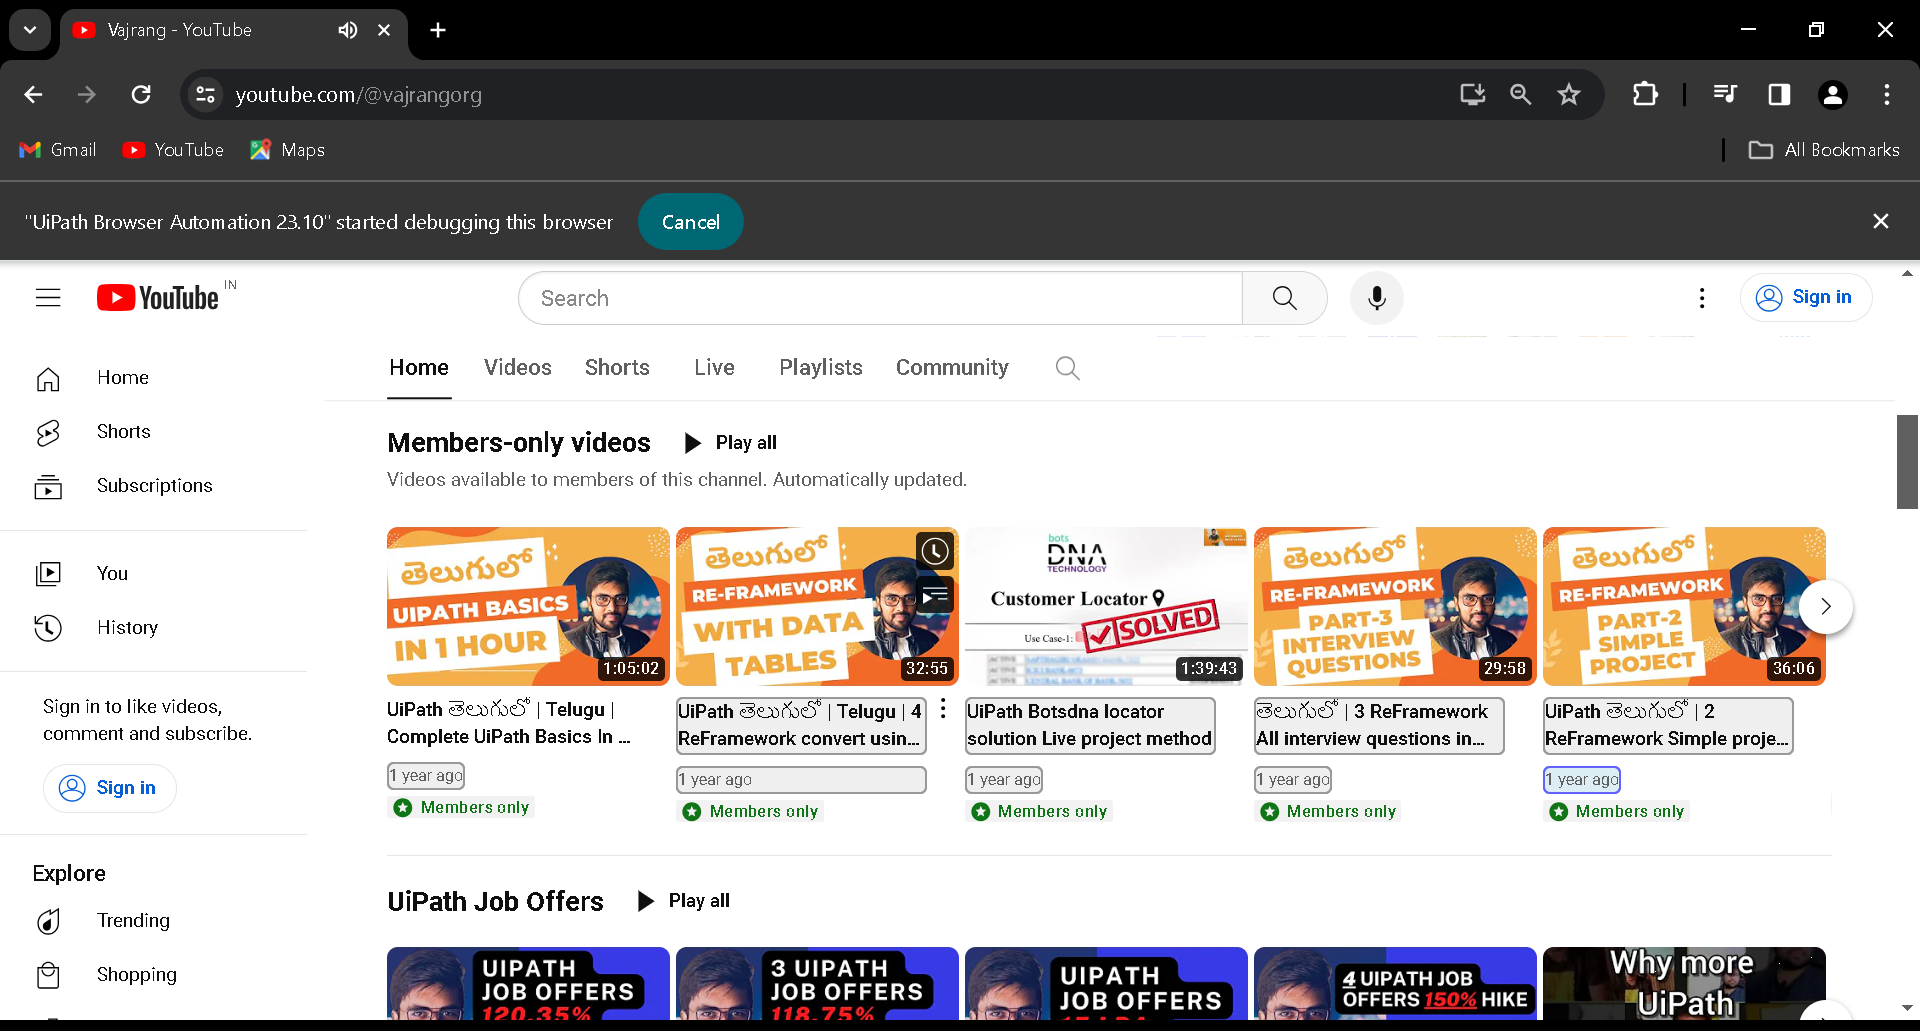 Vajrang - YouTube
youtube.com/@vajrangorg
Gmail
YouTube
Maps
All Bookmarks
"UiPath Browser Automation 23.10" started debugging this browser
Cancel
YouTube IN
Search
Sign in
Home
Shorts
Subscriptions
You
History
Sign in to like videos,
comment and subscribe.
Sign in
Explore
Trending
Shopping
Home Videos Shorts Live Playlists Community
Members-only videos
Play all
Videos available to members of this channel. Automatically updated.
తెలుగులో
UIPATH BASICS
IN 1 HOUR
1:05:02
UiPath తెలుగులో | Telugu |
Complete UiPath Basics In ...
1 year ago
Members only
తెలుగులో
RE-FRAMEWORK
WITH DATA
TABLES
32:55
UiPath తెలుగులో | Telugu | 4
ReFramework convert usin...
1 year ago
Members only
bots
DNA
TECHNOLOGY
Customer Locator
Use Case-1:
SOLVED
1:39:43
UiPath Botsdna locator
solution Live project method
1 year ago
Members only
తెలుగులో
RE-FRAMEWORK
PART-3
INTERVIEW
QUESTIONS
29:58
తెలుగులో | 3 ReFramework
All interview questions in...
1 year ago
Members only
తెలుగులో
RE-FRAMEWORK
PART-2
SIMPLE
PROJECT
36:06
UiPath తెలుగులో | 2
ReFramework Simple proje...
1 year ago
Members only
UiPath Job Offers
Play all
UIPATH
JOB OFFERS
120.35%
3 UIPATH
JOB OFFERS
118.75%
UIPATH
JOB OFFERS
4 UIPATH JOB
OFFERS 150% HIKE
Why more
UiPath